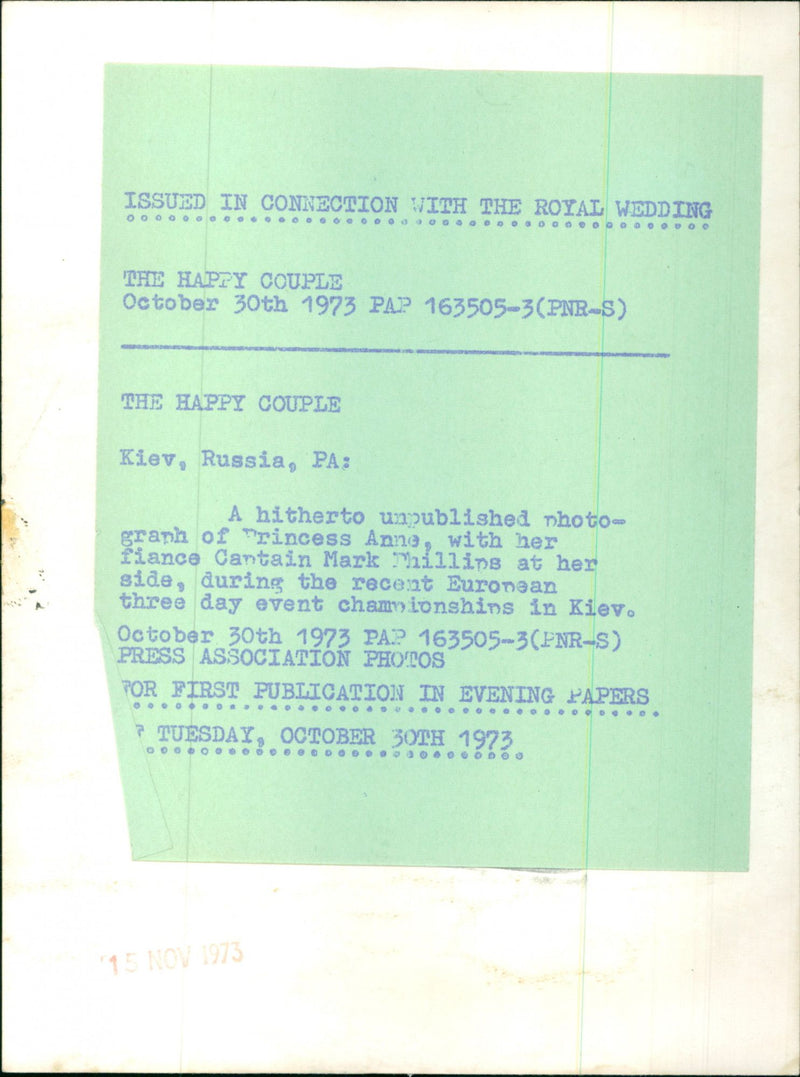 ISSUED IN CONNECTION WITH THE ROYAL WEDDING
THE HAPPY COUPLE
October 30th 1973 PAP 163505-3(PNR-S)
THE HAPPY COUPLE
Kiev, Russia, PA:
A hitherto unpublished photo-
graph of Princess Anne, with her
fiance Captain Mark Phillips at her
side, during the recent European
three day event championships in Kiev.
October 30th 1973 PAP 163505-3(PNR-S)
PRESS ASSOCIATION PHOTOS
FOR FIRST PUBLICATION IN EVENING PAPERS
TUESDAY, OCTOBER 30TH 1973
15 NOV 1973